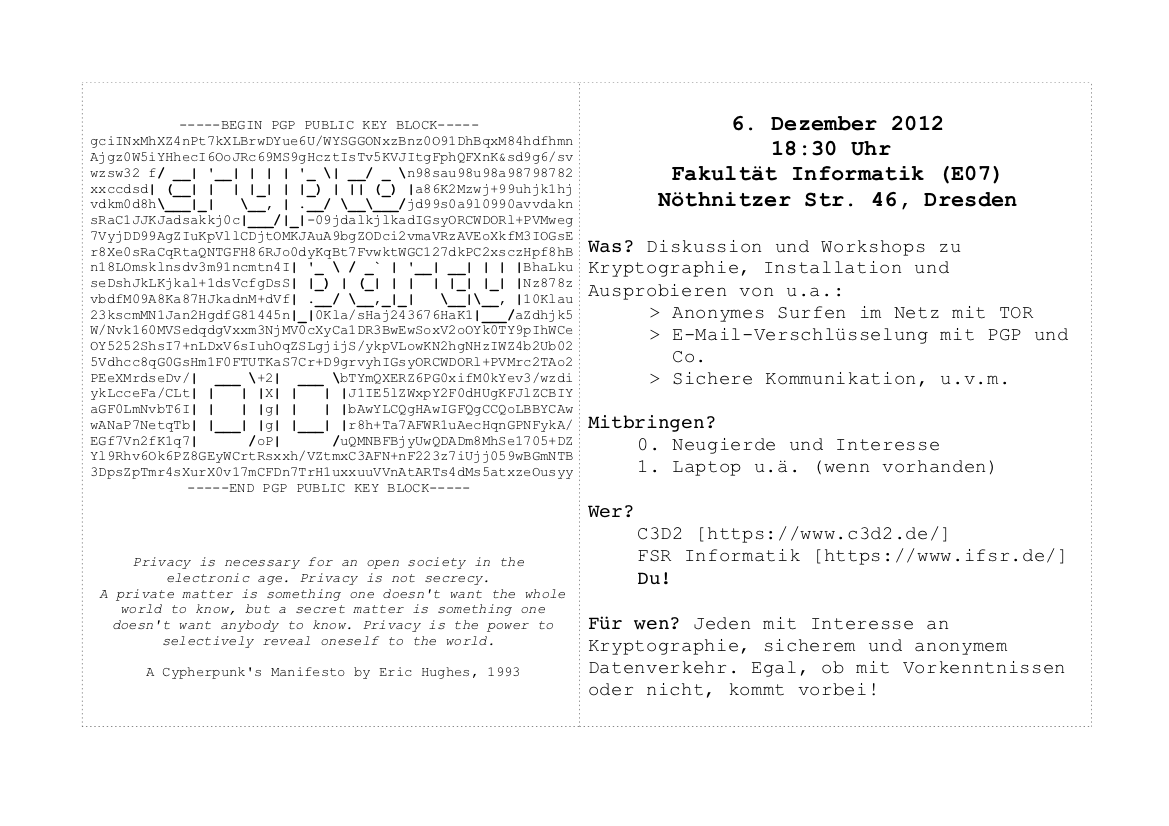 -----BEGIN PGP PUBLIC KEY BLOCK-----
gciINxMhXZ4nPt7kXLBrwDYue6U/WYSGGONxzBnz0O91DhBqxM84hdfhmn
Ajgz0W5iYHhecI6OoJRc69MS9gHcztIsTv5KVJItgFphQFXnK&sd9g6/sv
wzsw32 f/ __| '__| | | | '_ \| __/ _ \n98sau98u98a98798782
xxccdsd| (__| | | |_| | |_) | || (_) |a86K2Mzwj+99uhjk1hj
vdkm0d8h\___|_| \__, | .__/ \__\___/jd99s0a9l0990avvdakn
sRaC1JJKJadsakkj0c|___/|_|-09jdalkjlkadIGsyORCWDORl+PVMweg
7VyjDD99AgZIuKpVllCDjtOMKJAuA9bgZODci2vmaVRzAVEoXkfM3IOGsE
r8Xe0sRaCqRtaQNTGFH86RJo0dyKqBt7FvwktWGC127dkPC2xsczHpf8hB
n18LOmsklnsdv3m91ncmtn4I| '_ \ / _` | '__| __| | | |BhaLku
seDshJkLKjkal+1dsVcfgDsS| |_) | (_| | | | |_| |_| |Nz878z
vbdfM09A8Ka87HJkadnM+dVf| .__/ \__,_|_| \__|\__, |10Klau
23kscmMN1Jan2HgdfG81445n|_|0Kla/sHaj243676HaK1|___/aZdhjk5
W/Nvk160MVSedqdgVxxm3NjMV0cXyCa1DR3BwEwSoxV2oOYk0TY9pIhWCe
OY5252ShsI7+nLDxV6sIuhOqZSLgjijS/ykpVLowKN2hgNHzIWZ4b2Ub02
5Vdhcc8qG0GsHm1F0FTUTKaS7Cr+D9grvyhIGsyORCWDORl+PVMrc2TAo2
PEeXMrdseDv/| ___ \+2| ___ \bTYmQXERZ6PG0xifM0kYev3/wzdi
ykLcceFa/CLt| | | |X| | | |J1IE5lZWxpY2F0dHUgKFJlZCBIY
aGF0LmNvbT6I| | | |g| | | |bAwYLCQgHAwIGFQgCCQoLBBYCAw
wANaP7NetqTb| |___| |g| |___| |r8h+Ta7AFWR1uAecHqnGPNFykA/
EGf7Vn2fK1q7| /oP| /uQMNBFBjyUwQDADm8MhSe1705+DZ
Yl9Rhv6Ok6PZ8GEyWCrtRsxxh/VZtmxC3AFN+nF223z7iUjj059wBGmNTB
3DpsZpTmr4sXurX0v17mCFDn7TrH1uxxuuVVnAtARTs4dMs5atxzeOusyy
-----END PGP PUBLIC KEY BLOCK-----
Privacy is necessary for an open society in the
electronic age. Privacy is not secrecy.
A private matter is something one doesn't want the whole
world to know, but a secret matter is something one
doesn't want anybody to know. Privacy is the power to
selectively reveal oneself to the world.
A Cypherpunk's Manifesto by Eric Hughes, 1993
6. Dezember 2012
18:30 Uhr
Fakultät Informatik (E07)
Nöthnitzer Str. 46, Dresden
Was? Diskussion und Workshops zu
Kryptographie, Installation und
Ausprobieren von u.a.:
> Anonymes Surfen im Netz mit TOR
> E-Mail-Verschlüsselung mit PGP und
Co.
> Sichere Kommunikation, u.v.m.
Mitbringen?
0. Neugierde und Interesse
1. Laptop u.ä. (wenn vorhanden)
Wer?
C3D2 [https://www.c3d2.de/]
FSR Informatik [https://www.ifsr.de/]
Du!
Für wen? Jeden mit Interesse an
Kryptographie, sicherem und anonymem
Datenverkehr. Egal, ob mit Vorkenntnissen
oder nicht, kommt vorbei!